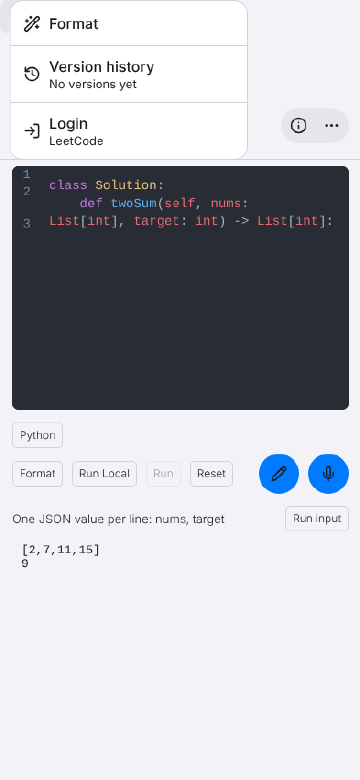 Format
Version history
No versions yet
Login
LeetCode
1
class Solution:
2
def twoSum(self, nums:
List[int], target: int) -> List[int]:
3
Python
Format
Run Local
Run
Reset
One JSON value per line: nums, target
Run input
[2,7,11,15]
9